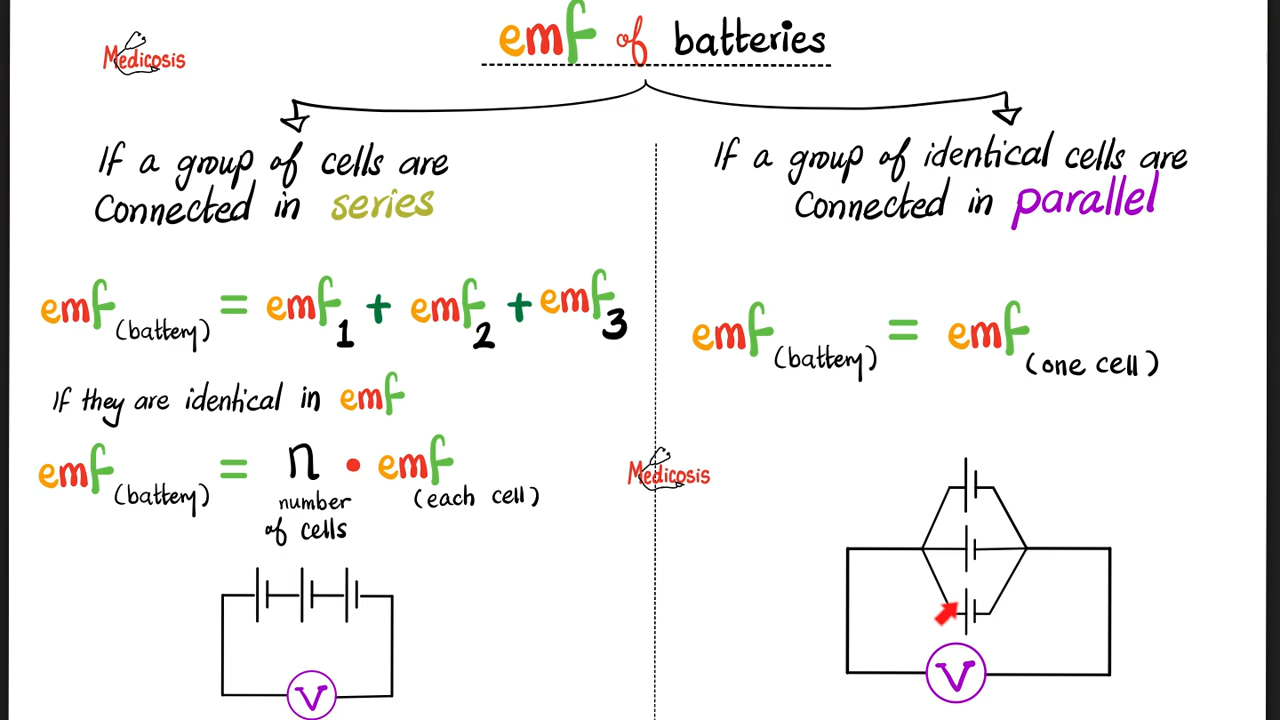 Medicosis
emf of batteries
If a group of cells are
Connected in series
emf(battery) = emf1 + emf2 + emf3
If they are identical in emf
emf(battery) = n • emf(each cell)
number
of cells
V
If a group of identical cells are
Connected in parallel
emf(battery) = emf(one cell)
Medicosis
V